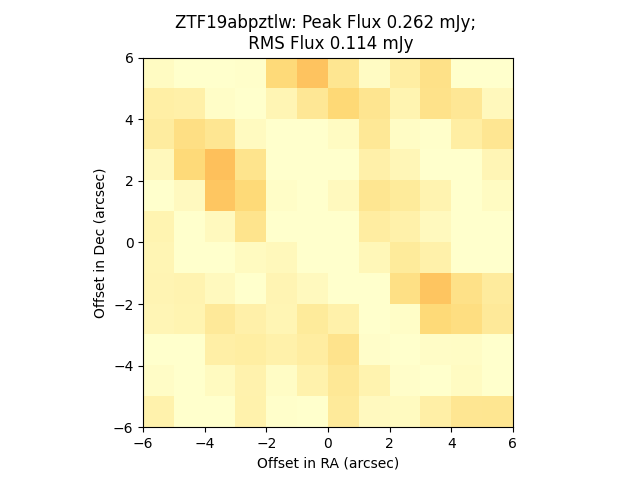 ZTF19abpztlw: Peak Flux 0.262 mJy;
RMS Flux 0.114 mJy
6
4
2
0
−2
−4
−6
Offset in Dec (arcsec)
−6 −4 −2 0 2 4 6
Offset in RA (arcsec)